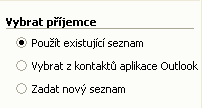 Vybrat příjemce
Použít existující seznam
Vybrat z kontaktů aplikace Outlook
Zadat nový seznam